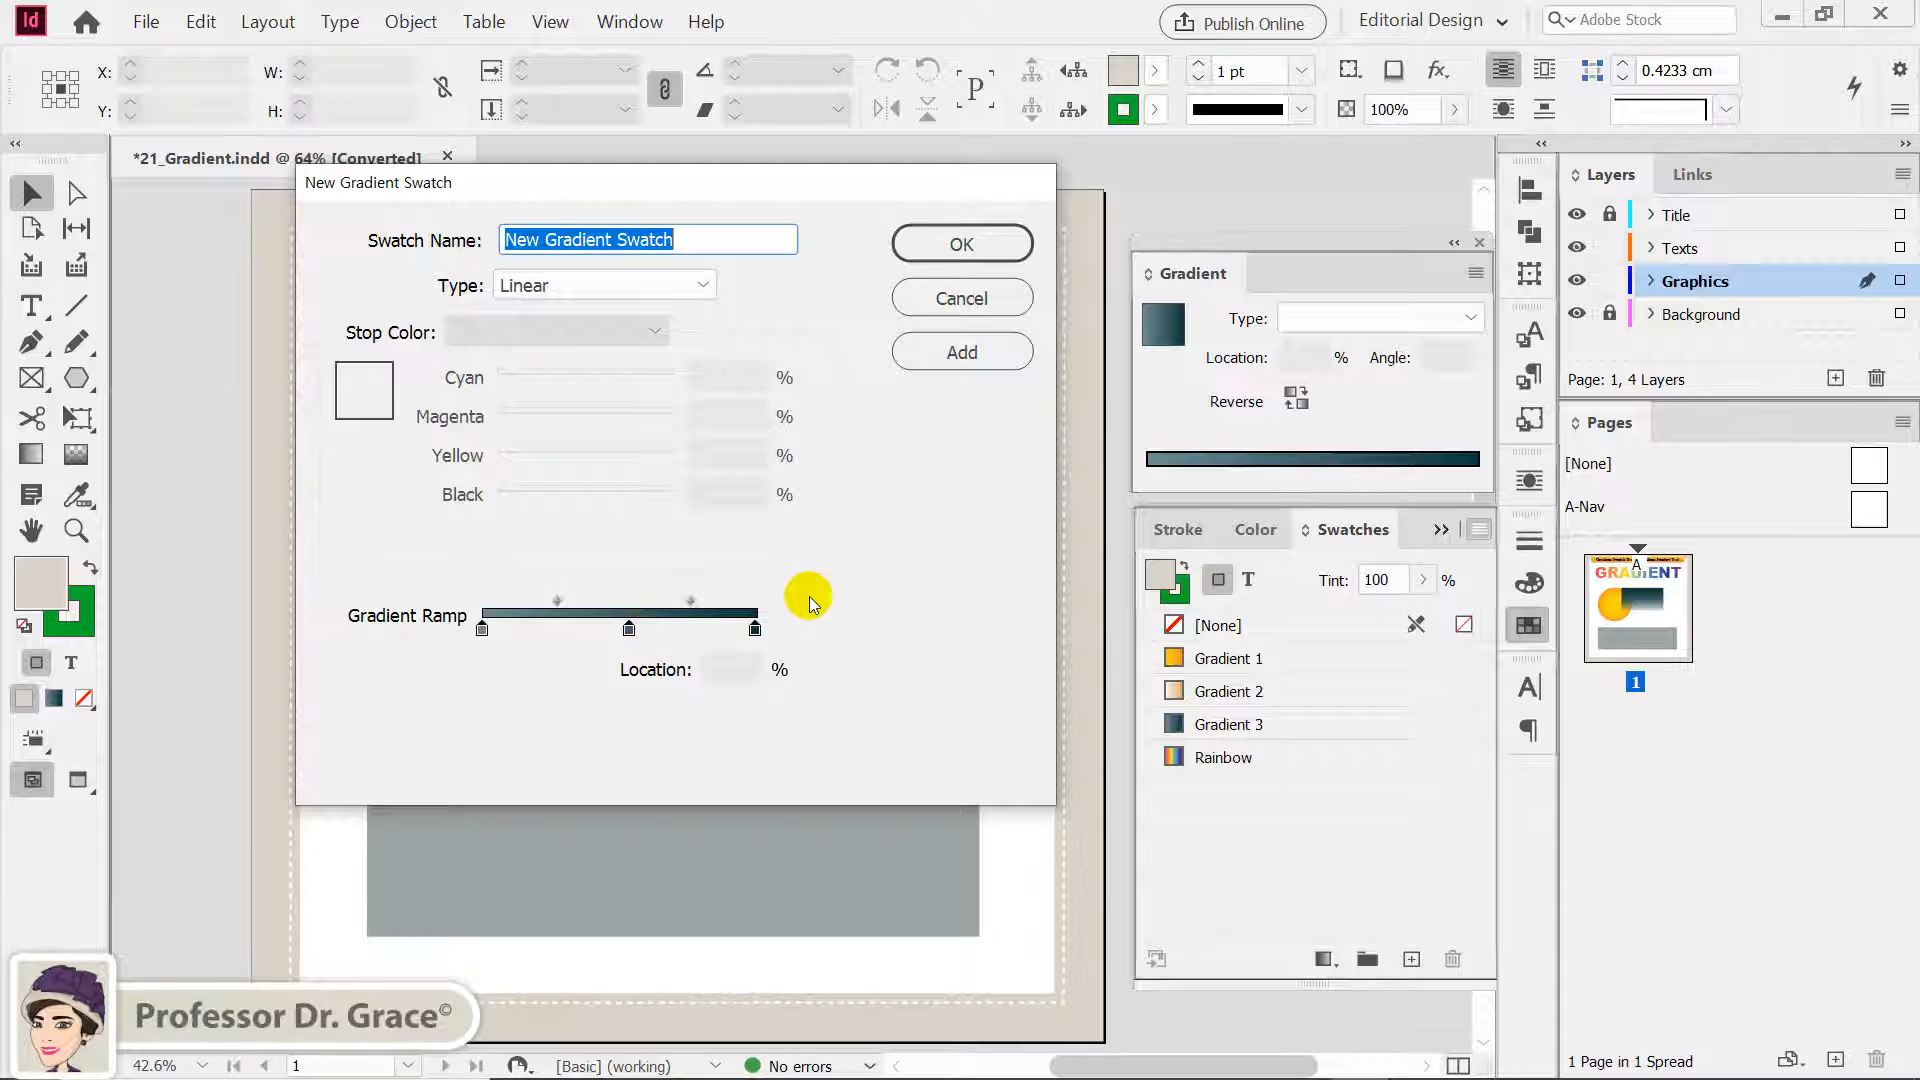 Id File Edit Layout Type Object Table View Window Help Publish Online Editorial Design Adobe Stock
X: W: 1 pt fx 0.4233 cm
Y: H: P 100%
*21_Gradient.indd @ 64% [Converted]
New Gradient Swatch
Swatch Name: New Gradient Swatch
Type: Linear
Stop Color:
Cyan %
Magenta %
Yellow %
Black %
Gradient Ramp
Location: %
OK
Cancel
Add
Gradient
Type:
Location: % Angle:
Reverse
Stroke Color Swatches
T Tint: 100 %
[None]
Gradient 1
Gradient 2
Gradient 3
Rainbow
Layers Links
Title
Texts
Graphics
Background
Page: 1, 4 Layers
Pages
[None]
A-Nav
A
GRADIENT
1
1 Page in 1 Spread
Professor Dr. Grace©
42.6% 1 [Basic] (working) No errors